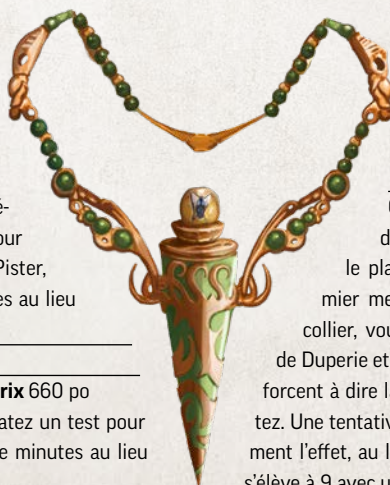 é-
our
Pister,
es au lieu
rix 660 po
atez un test pour
e minutes au lieu
d
le pla
mier me
collier, vou
de Duperie et
forcent à dire l
tez. Une tentativ
ment l'effet, au l
s'élève à 9 avec u